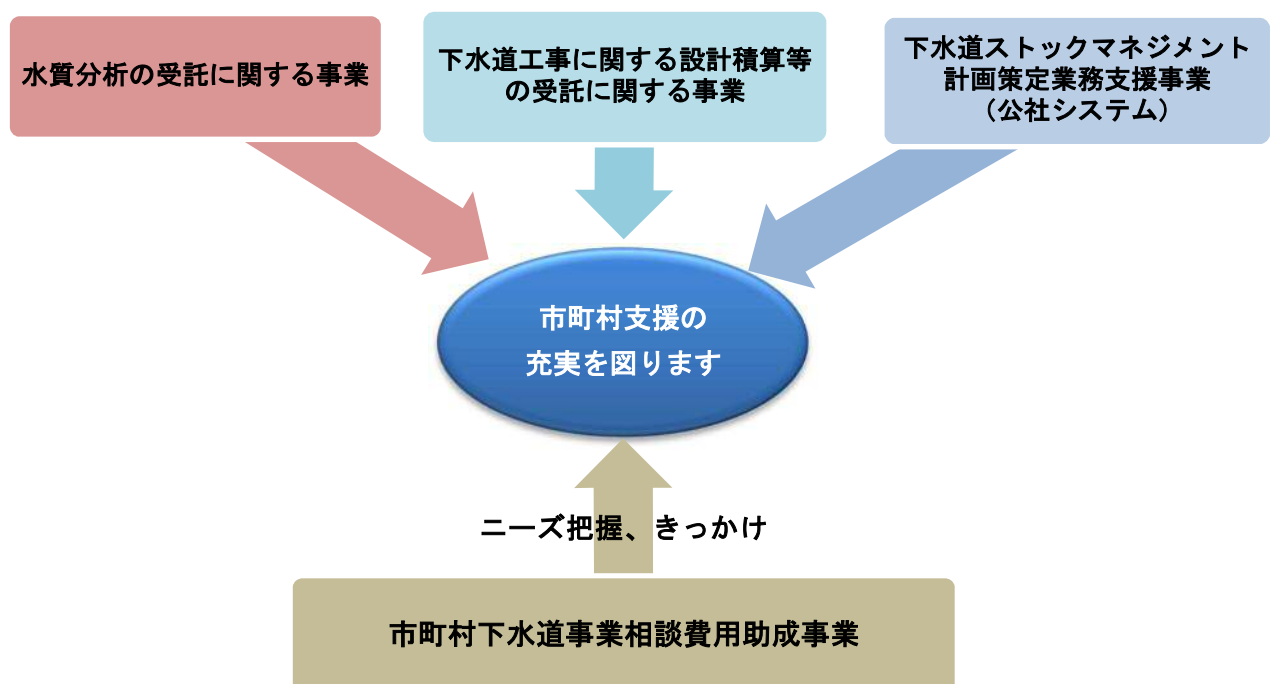 水質分析の受託に関する事業
下水道工事に関する設計積算等
の受託に関する事業
下水道ストックマネジメント
計画策定業務支援事業
（公社システム）
市町村支援の
充実を図ります
ニーズ把握、きっかけ
市町村下水道事業相談費用助成事業